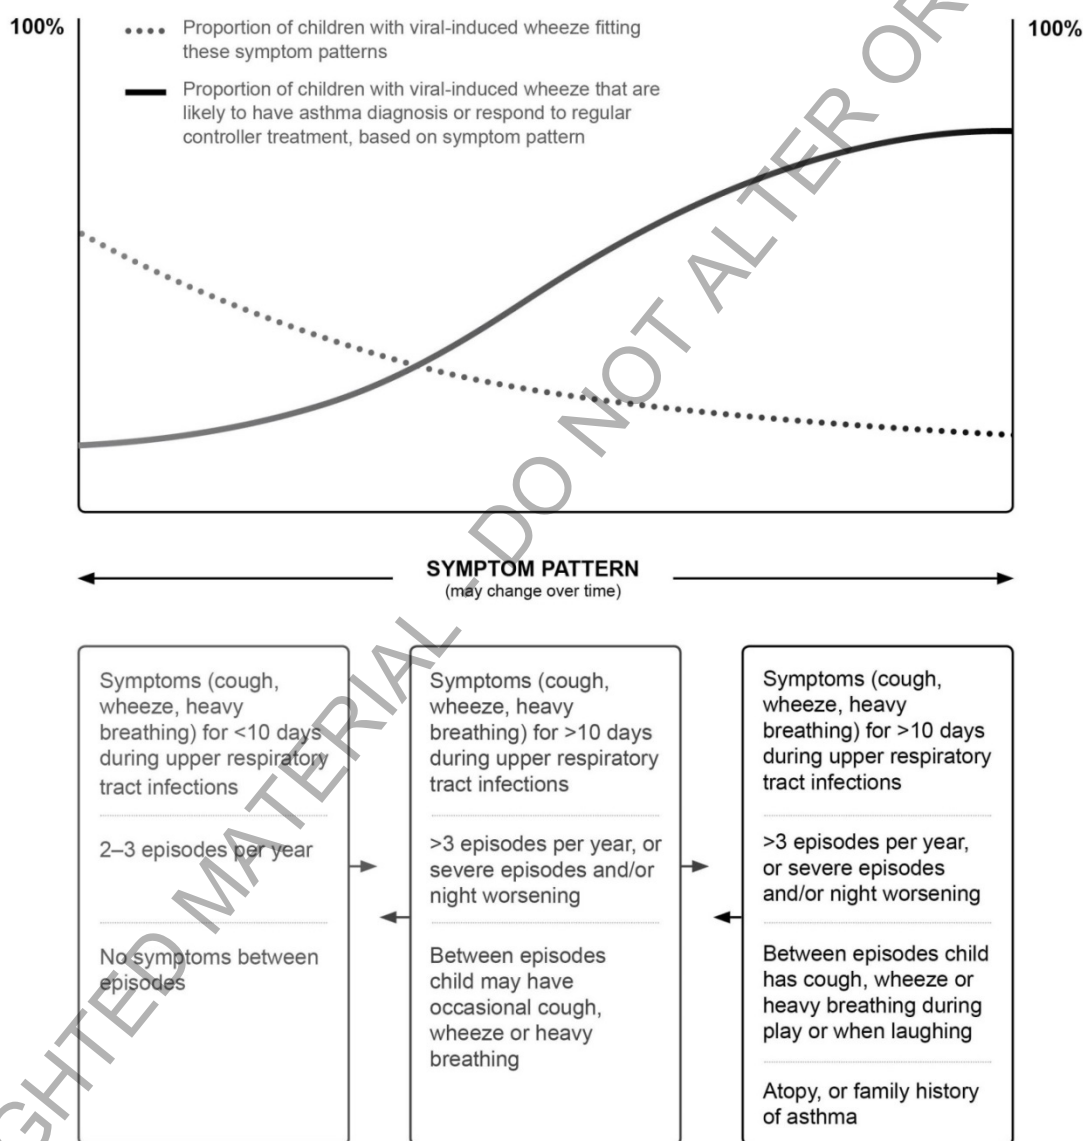 100%
100%
Proportion of children with viral-induced wheeze fitting
these symptom patterns
Proportion of children with viral-induced wheeze that are
likely to have asthma diagnosis or respond to regular
controller treatment, based on symptom pattern
SYMPTOM PATTERN
(may change over time)
Symptoms (cough,
wheeze, heavy
breathing) for <10 days
during upper respiratory
tract infections
2–3 episodes per year
No symptoms between
episodes
Symptoms (cough,
wheeze, heavy
breathing) for >10 days
during upper respiratory
tract infections
>3 episodes per year, or
severe episodes and/or
night worsening
Between episodes
child may have
occasional cough,
wheeze or heavy
breathing
Symptoms (cough,
wheeze, heavy
breathing) for >10 days
during upper respiratory
tract infections
>3 episodes per year,
or severe episodes
and/or night worsening
Between episodes child
has cough, wheeze or
heavy breathing during
play or when laughing
Atopy, or family history
of asthma
MATERIAL - DO NOT ALTER OR